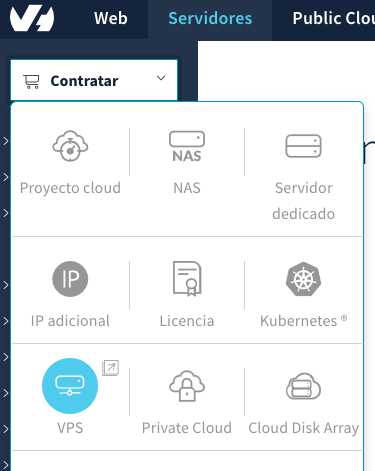 Web Servidores Public Clou
Contratar
NAS
Proyecto cloud NAS Servidor
dedicado
IP
IP adicional Licencia Kubernetes ®
VPS Private Cloud Cloud Disk Array